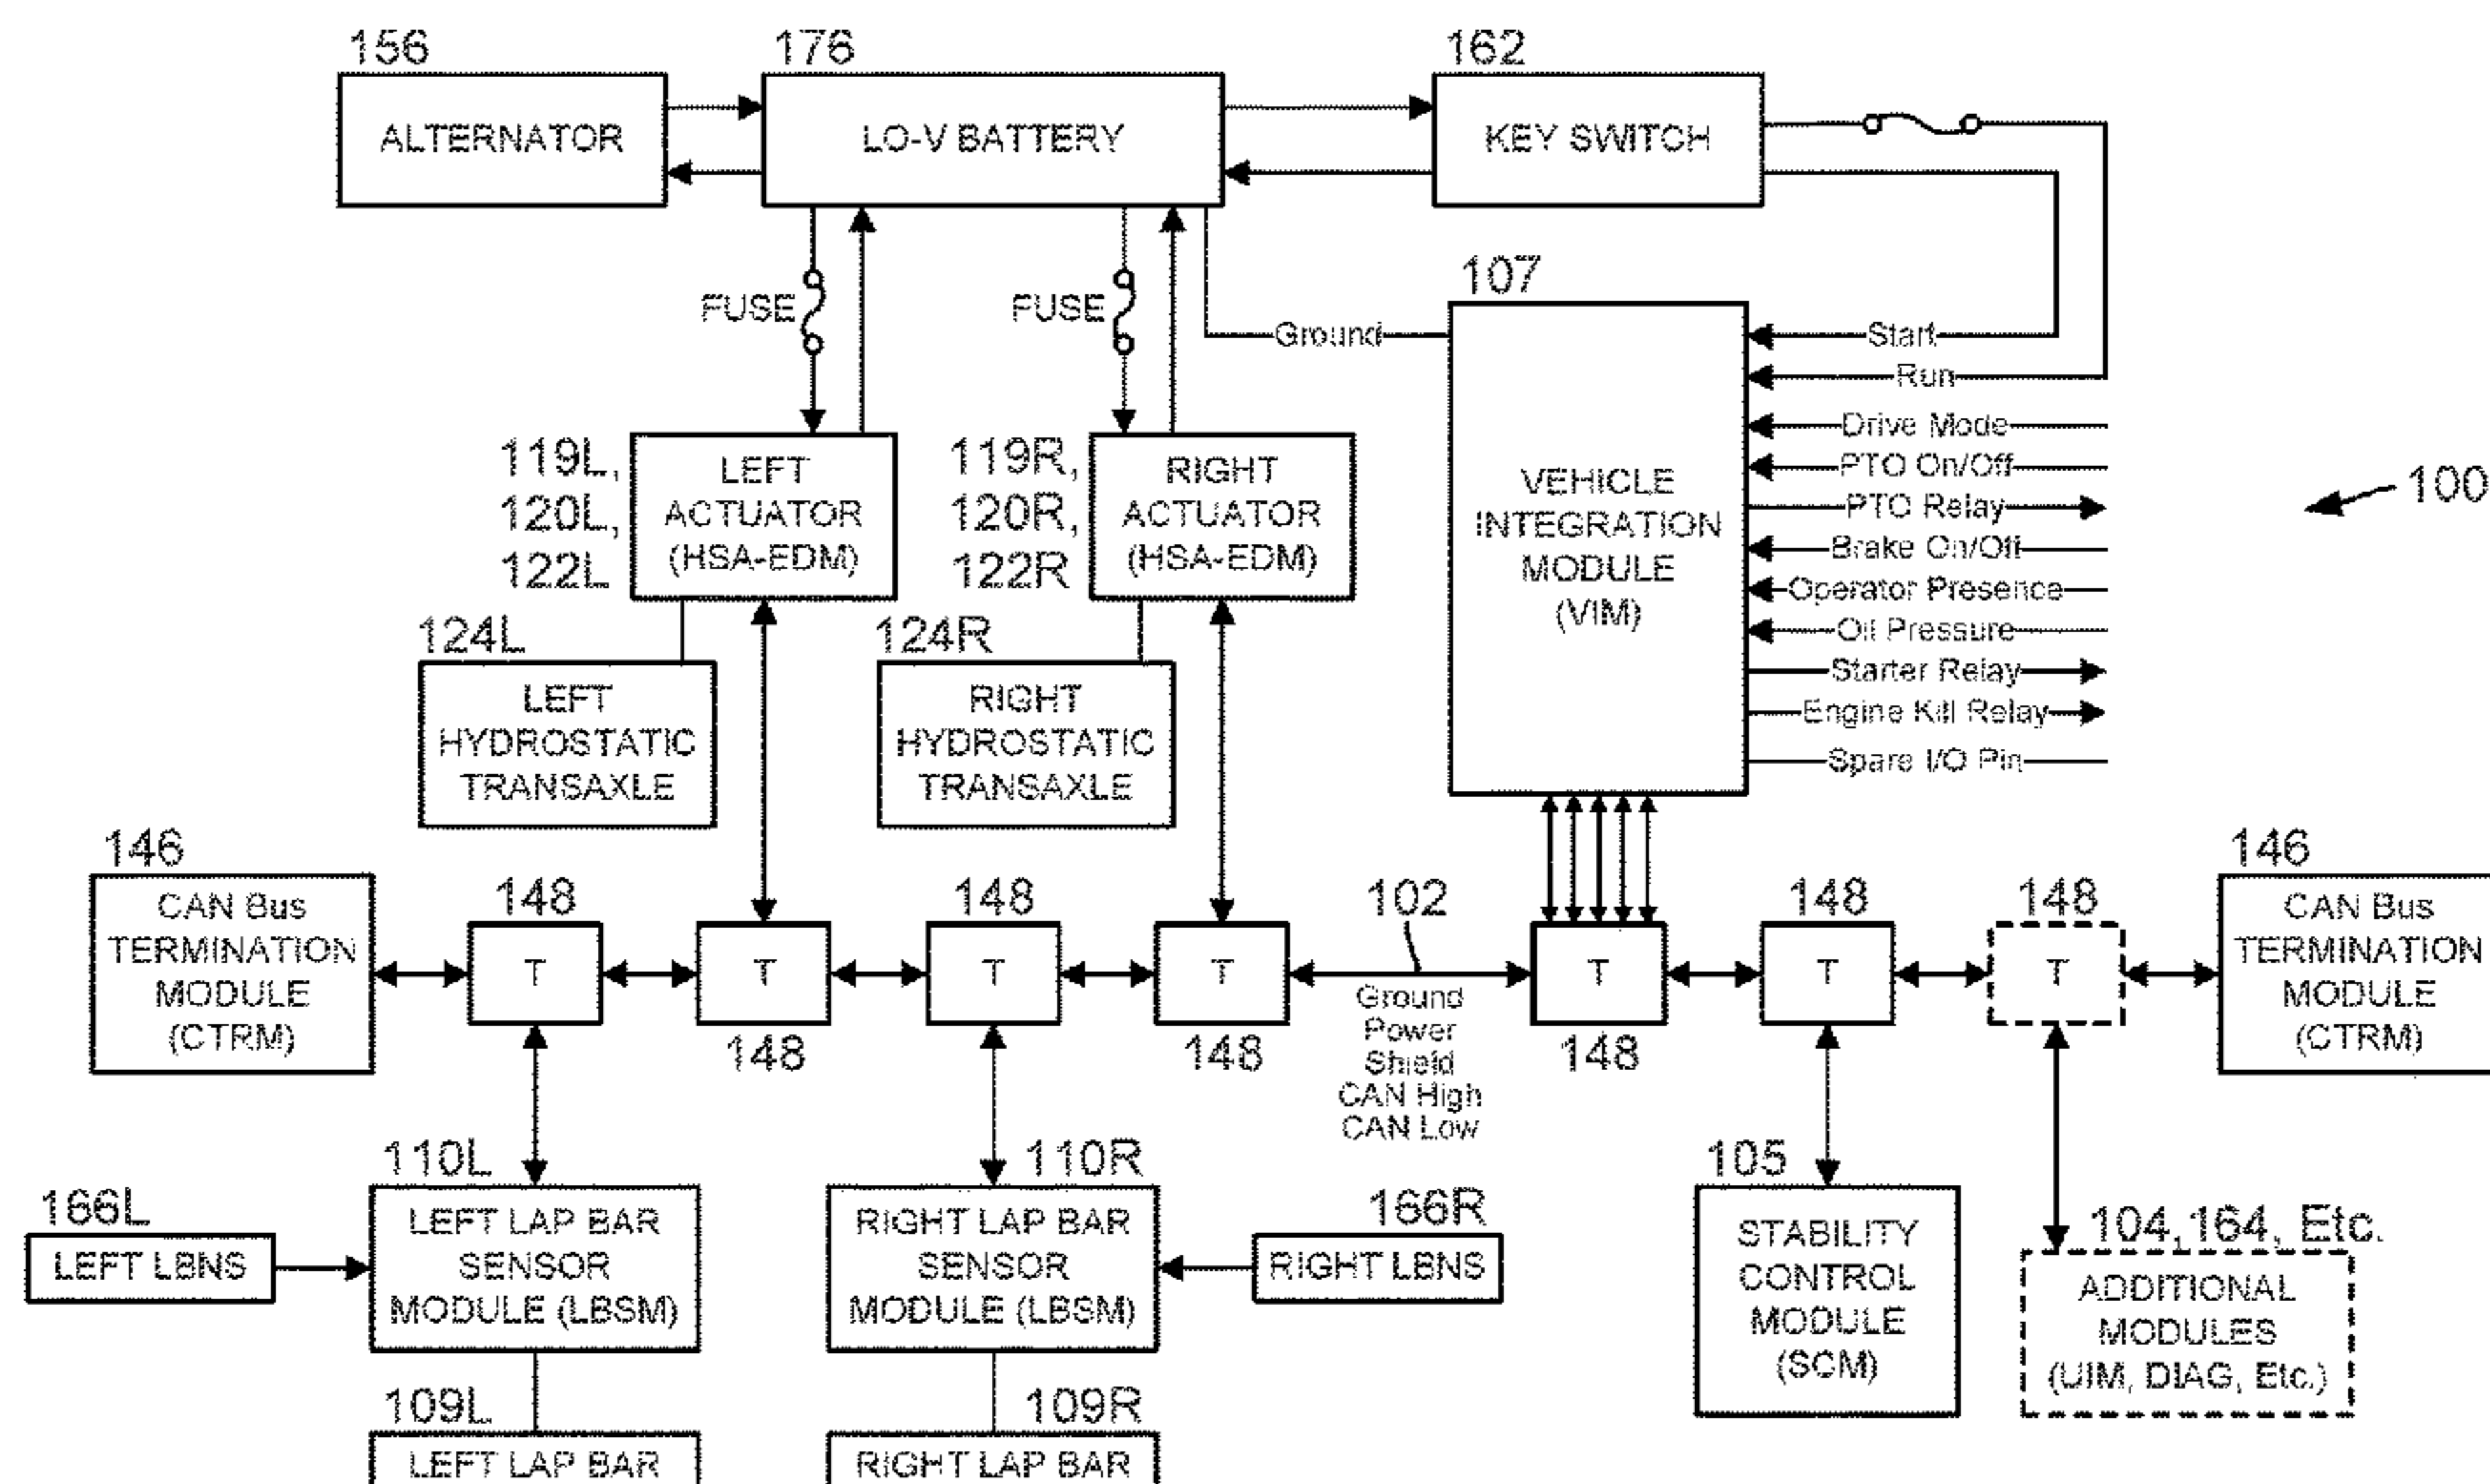 156
ALTERNATOR
176
LO-V BATTERY
162
KEY SWITCH
FUSE
FUSE
Ground
107
VEHICLE
INTEGRATION
MODULE
(VIM)
Start
Run
Drive Mode
PTO On/Off
PTO Relay
Brake On/Off
Operator Presence
Oil Pressure
Starter Relay
Engine Kill Relay
Spare I/O Pin
100
119L,
120L,
122L
LEFT
ACTUATOR
(HSA-EDM)
119R,
120R,
122R
RIGHT
ACTUATOR
(HSA-EDM)
124L
LEFT
HYDROSTATIC
TRANSAXLE
124R
RIGHT
HYDROSTATIC
TRANSAXLE
146
CAN Bus
TERMINATION
MODULE
(CTRM)
148
T
T
148
148
T
T
148
102
Ground
Power
Shield
CAN High
CAN Low
T
148
148
T
148
T
146
CAN Bus
TERMINATION
MODULE
(CTRM)
166L
LEFT LBNS
110L
LEFT LAP BAR
SENSOR
MODULE (LBSM)
110R
RIGHT LAP BAR
SENSOR
MODULE (LBSM)
166R
RIGHT LBNS
105
STABILITY
CONTROL
MODULE
(SCM)
104, 164, Etc.
ADDITIONAL
MODULES
(UIM, DIAG, Etc.)
109L
LEFT LAP BAR
109R
RIGHT LAP BAR